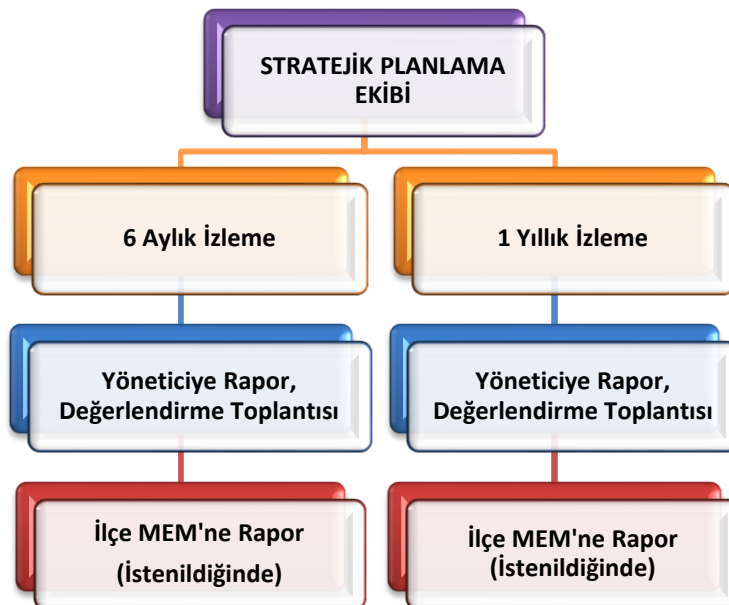 STRATEJİK PLANLAMA
EKİBİ
6 Aylık İzleme
1 Yıllık İzleme
Yöneticiye Rapor,
Değerlendirme Toplantısı
Yöneticiye Rapor,
Değerlendirme Toplantısı
İlçe MEM'ne Rapor
(İstenildiğinde)
İlçe MEM'ne Rapor
(İstenildiğinde)